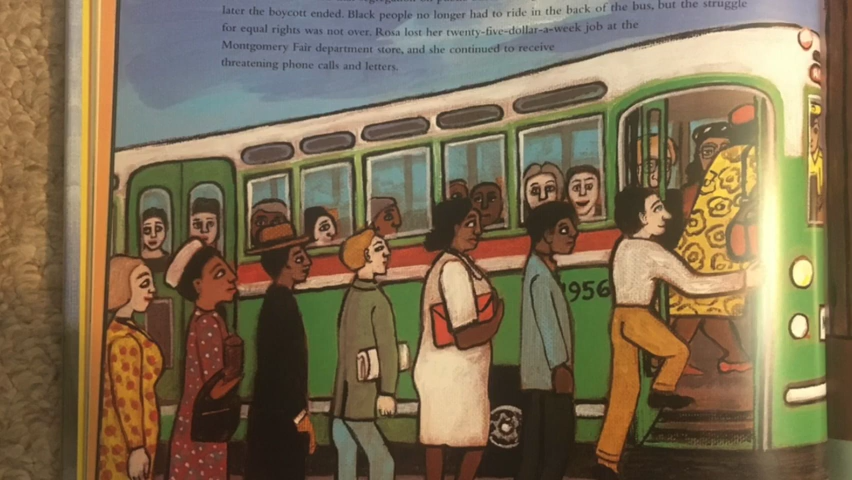 later the boycott ended. Black people no longer had to ride in the back of the bus, but the struggle
for equal rights was not over. Rosa lost her twenty-five-dollar-a-week job at the
Montgomery Fair department store, and she continued to receive
threatening phone calls and letters.
1956